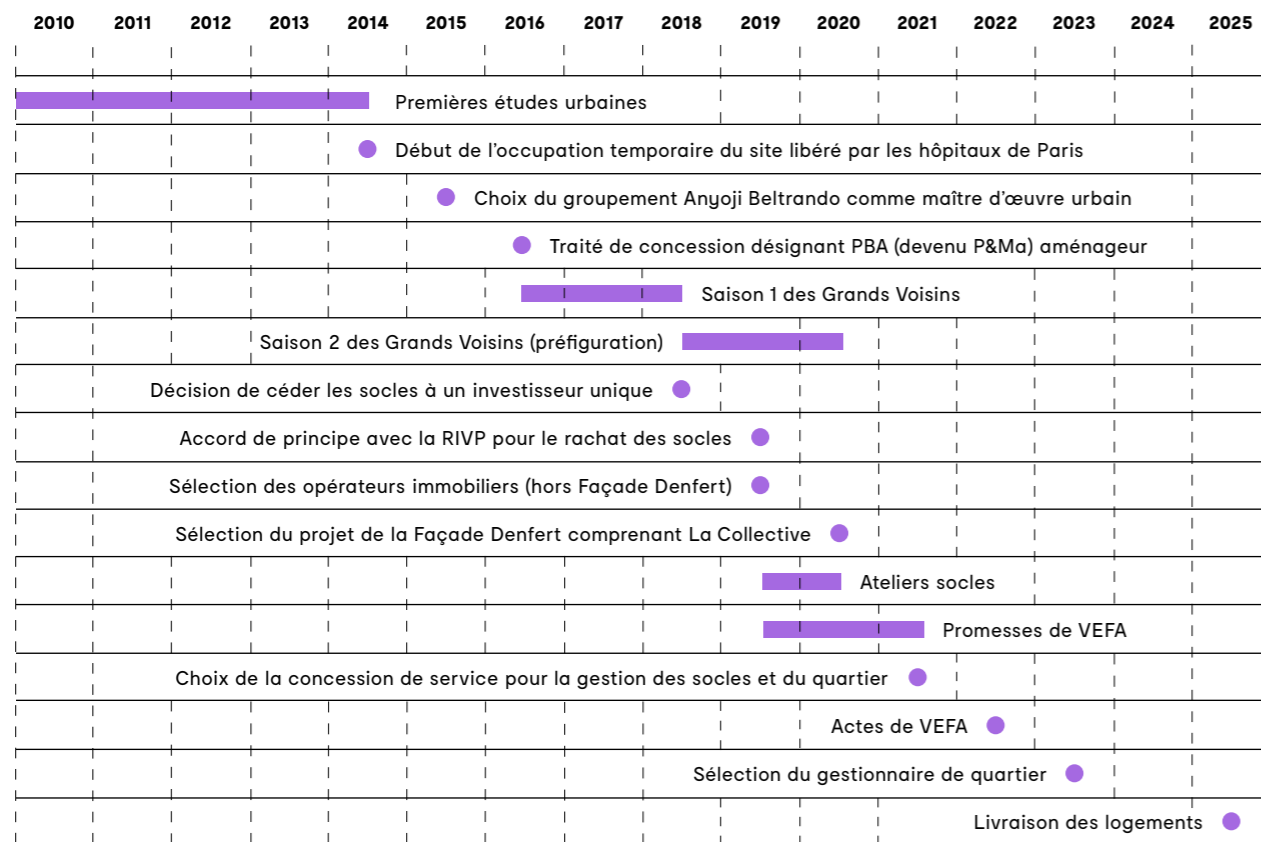 2010 2011 2012 2013 2014 2015 2016 2017 2018 2019 2020 2021 2022 2023 2024 2025
Premières études urbaines
Début de l’occupation temporaire du site libéré par les hôpitaux de Paris
Choix du groupement Anyoji Beltrando comme maître d’œuvre urbain
Traité de concession désignant PBA (devenu P&Ma) aménageur
Saison 1 des Grands Voisins
Saison 2 des Grands Voisins (préfiguration)
Décision de céder les socles à un investisseur unique
Accord de principe avec la RIVP pour le rachat des socles
Sélection des opérateurs immobiliers (hors Façade Denfert)
Sélection du projet de la Façade Denfert comprenant La Collective
Ateliers socles
Promesses de VEFA
Choix de la concession de service pour la gestion des socles et du quartier
Actes de VEFA
Sélection du gestionnaire de quartier
Livraison des logements